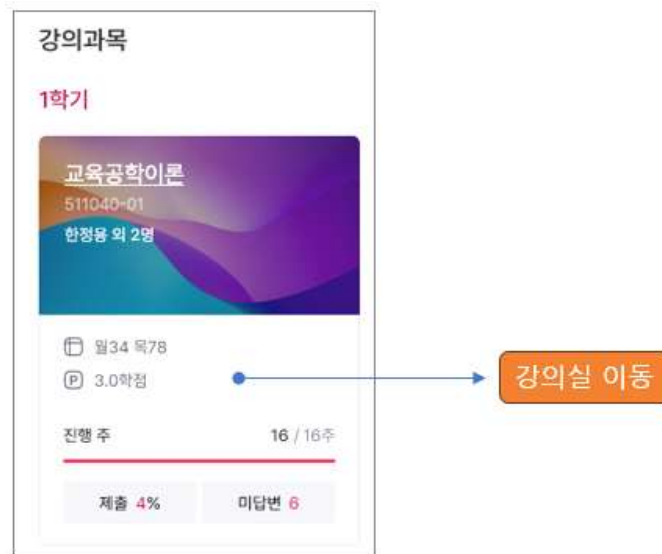 강의과목
1학기
교육공학이론
511040-01
한정용 외 2명
월34 목78
P 3.0학점
강의실 이동
진행 주 16 / 16주
제출 4% 미답변 6